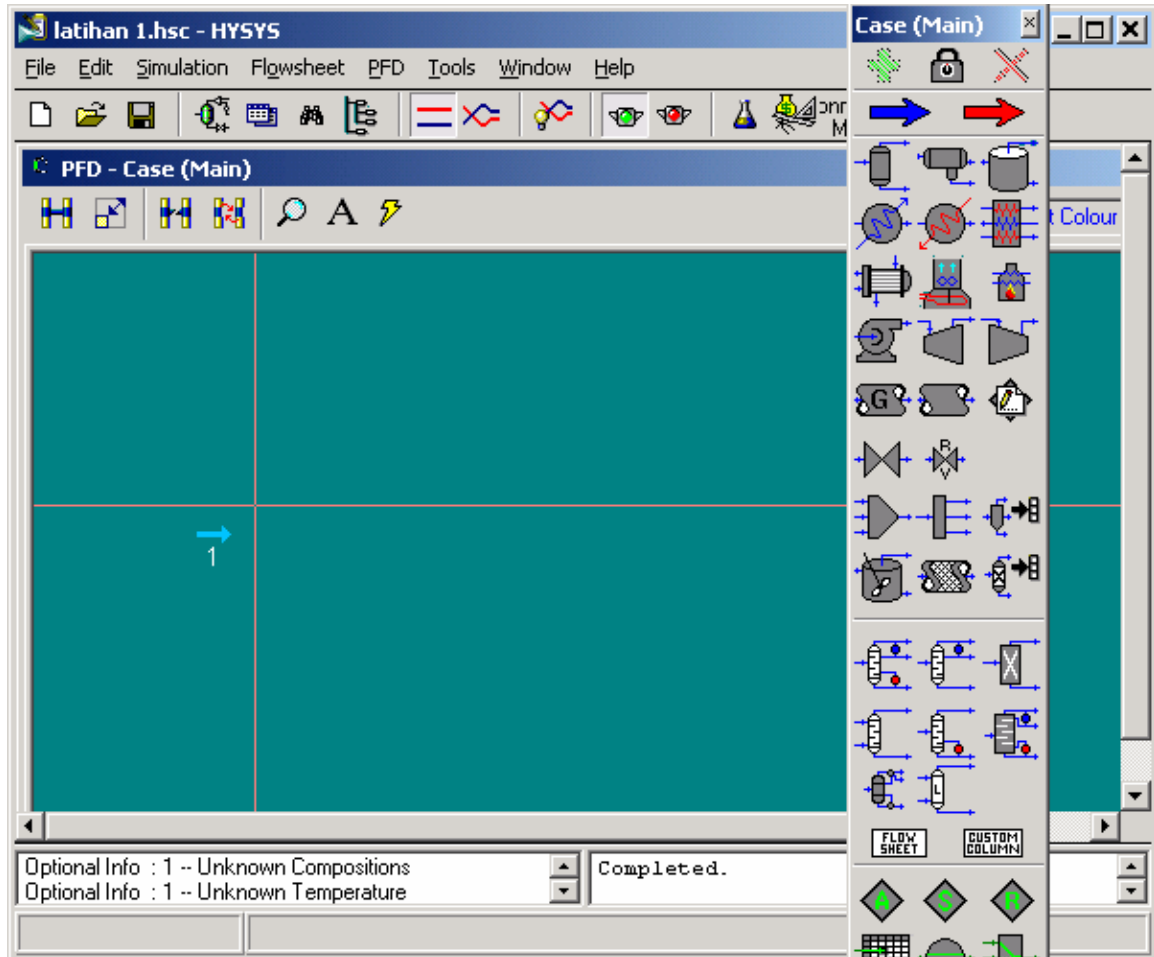 latihan 1.hsc - HYSYS
Case (Main)
File Edit Simulation Flowsheet PFD Tools Window Help
PFD - Case (Main)
A
t Colour
G
R
V
1
L
FLOW
SHEET
CUSTOM
COLUMN
Optional Info : 1 -- Unknown Compositions
Optional Info : 1 -- Unknown Temperature
Completed.
A S R